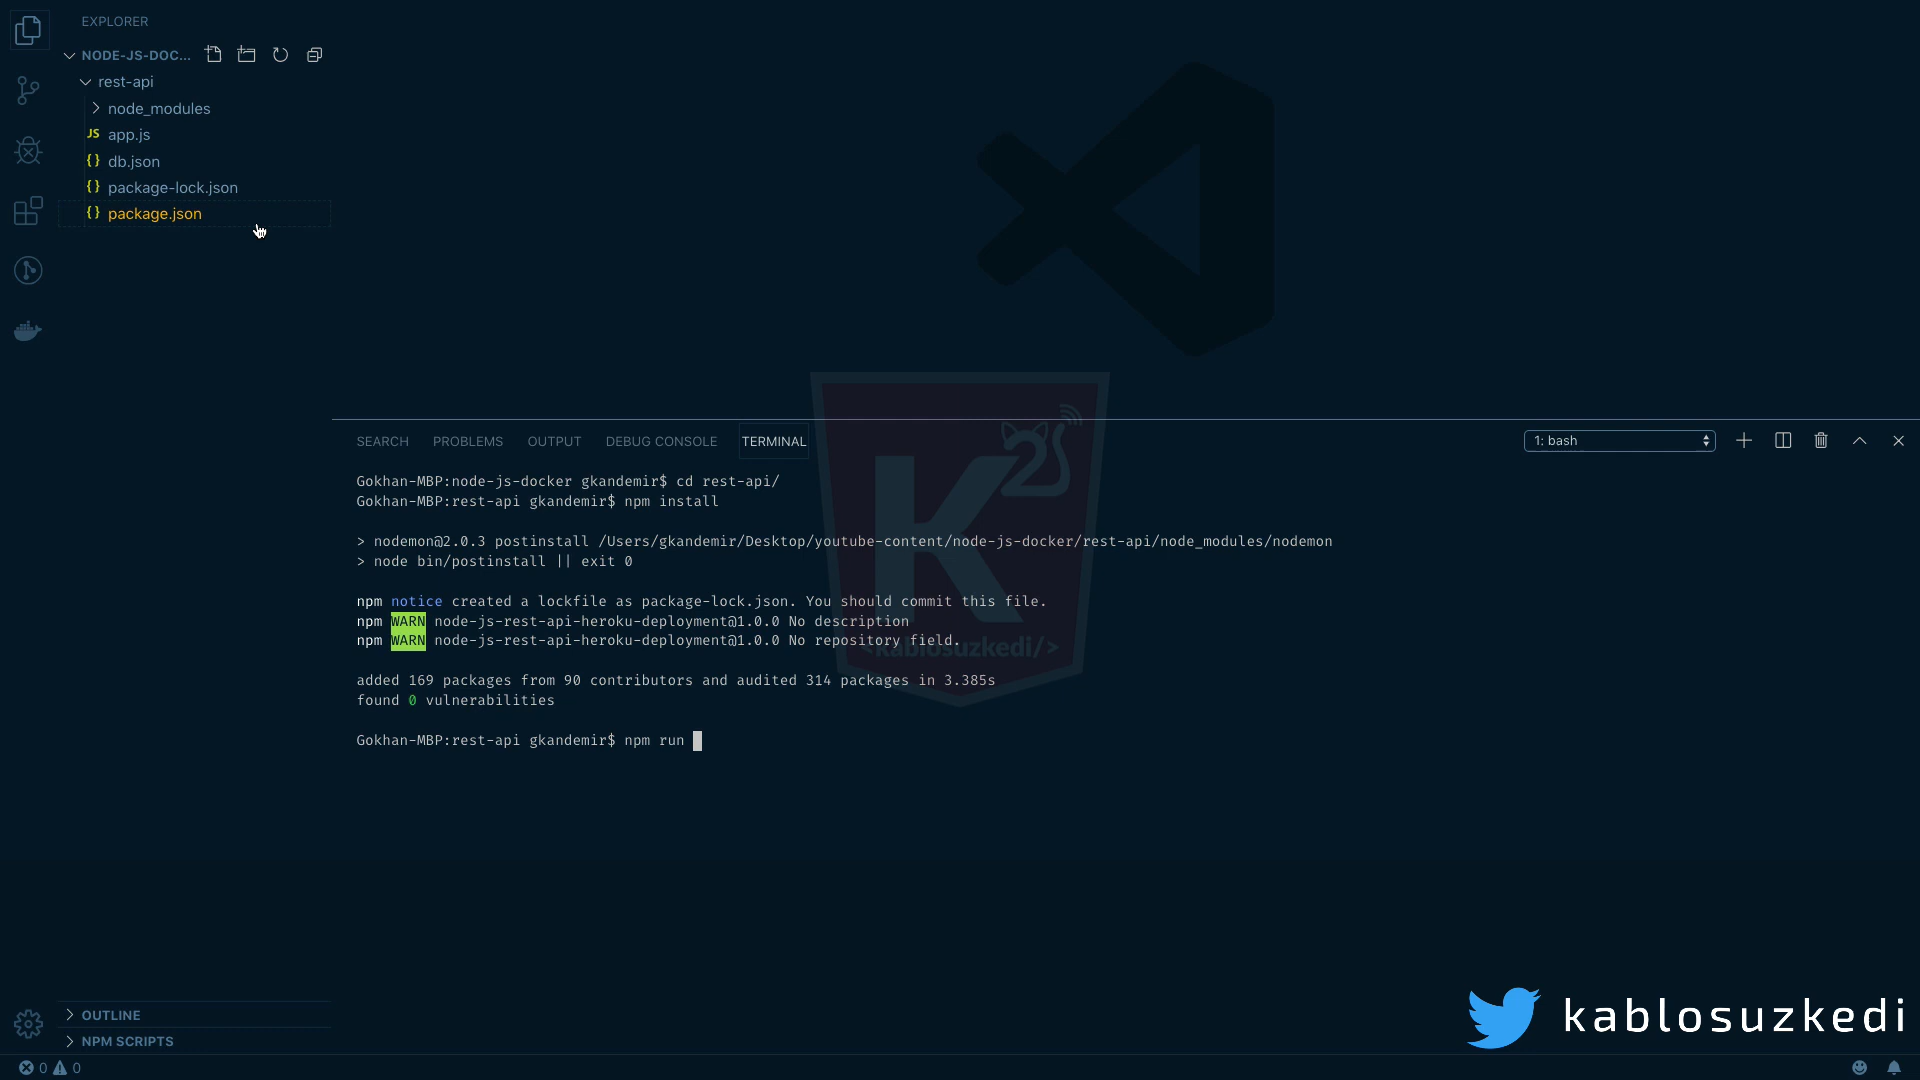 EXPLORER
NODE-JS-DOC...
rest-api
node_modules
JS app.js
{} db.json
{} package-lock.json
{} package.json
SEARCH PROBLEMS OUTPUT DEBUG CONSOLE TERMINAL
1: bash
Gokhan-MBP:node-js-docker gkandemir$ cd rest-api/
Gokhan-MBP:rest-api gkandemir$ npm install
> nodemon@2.0.3 postinstall /Users/gkandemir/Desktop/youtube-content/node-js-docker/rest-api/node_modules/nodemon
> node bin/postinstall || exit 0
npm notice created a lockfile as package-lock.json. You should commit this file.
npm WARN node-js-rest-api-heroku-deployment@1.0.0 No description
npm WARN node-js-rest-api-heroku-deployment@1.0.0 No repository field.
<kablosuzkedi/>
added 169 packages from 90 contributors and audited 314 packages in 3.385s
found 0 vulnerabilities
Gokhan-MBP:rest-api gkandemir$ npm run
K
OUTLINE
NPM SCRIPTS
0 0
kablosuzkedi